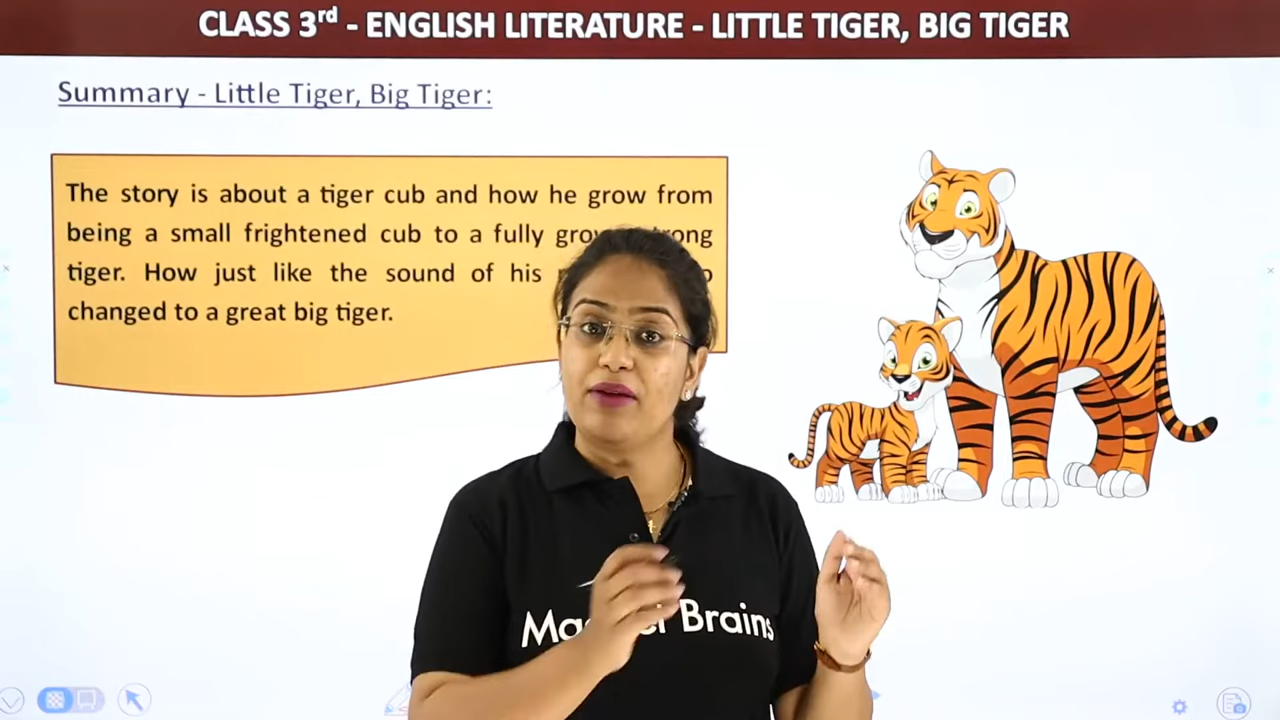 CLASS 3rd - ENGLISH LITERATURE - LITTLE TIGER, BIG TIGER
Summary - Little Tiger, Big Tiger:
The story is about a tiger cub and how he grow from
being a small frightened cub to a fully
tiger. How just like the sound of his
changed to a great big tiger.
Brains